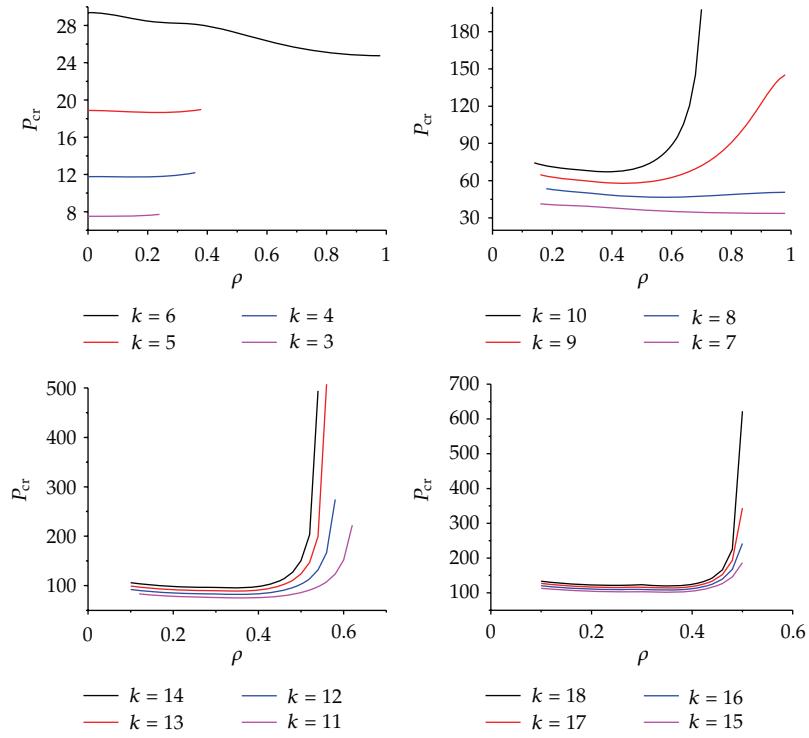 28
24
20
16
12
8
P_cr
0 0.2 0.4 0.6 0.8 1
ρ
k = 6 k = 4
k = 5 k = 3
180
150
120
90
60
30
P_cr
0 0.2 0.4 0.6 0.8 1
ρ
k = 10 k = 8
k = 9 k = 7
500
400
300
200
100
P_cr
0 0.2 0.4 0.6
ρ
k = 14 k = 12
k = 13 k = 11
700
600
500
400
300
200
100
P_cr
0 0.2 0.4 0.6
ρ
k = 18 k = 16
k = 17 k = 15